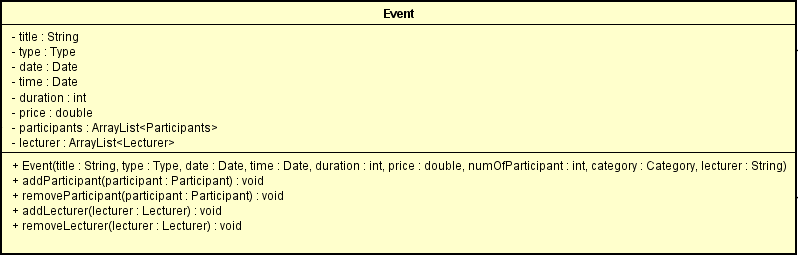 Event
- title : String
- type : Type
- date : Date
- time : Date
- duration : int
- price : double
- participants : ArrayList<Participants>
- lecturer : ArrayList<Lecturer>
+ Event(title : String, type : Type, date : Date, time : Date, duration : int, price : double, numOfParticipant : int, category : Category, lecturer : String)
+ addParticipant(participant : Participant) : void
+ removeParticipant(participant : Participant) : void
+ addLecturer(lecturer : Lecturer) : void
+ removeLecturer(lecturer : Lecturer) : void